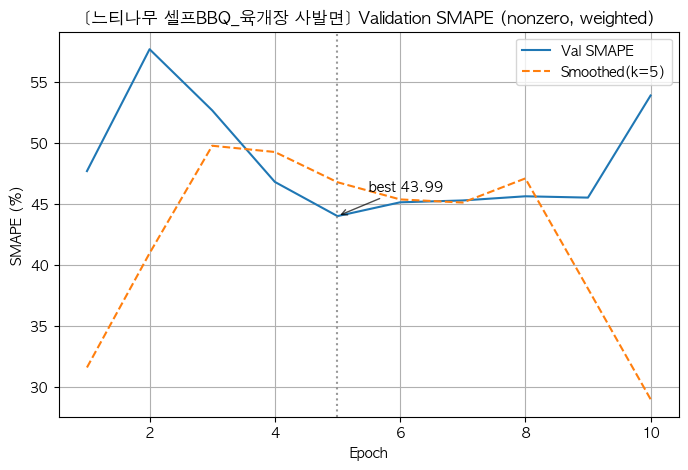 [느티나무 셀프BBQ_육개장 사발면] Validation SMAPE (nonzero, weighted)
Val SMAPE
Smoothed(k=5)
best 43.99
SMAPE (%)
55
50
45
40
35
30
2
4
6
8
10
Epoch